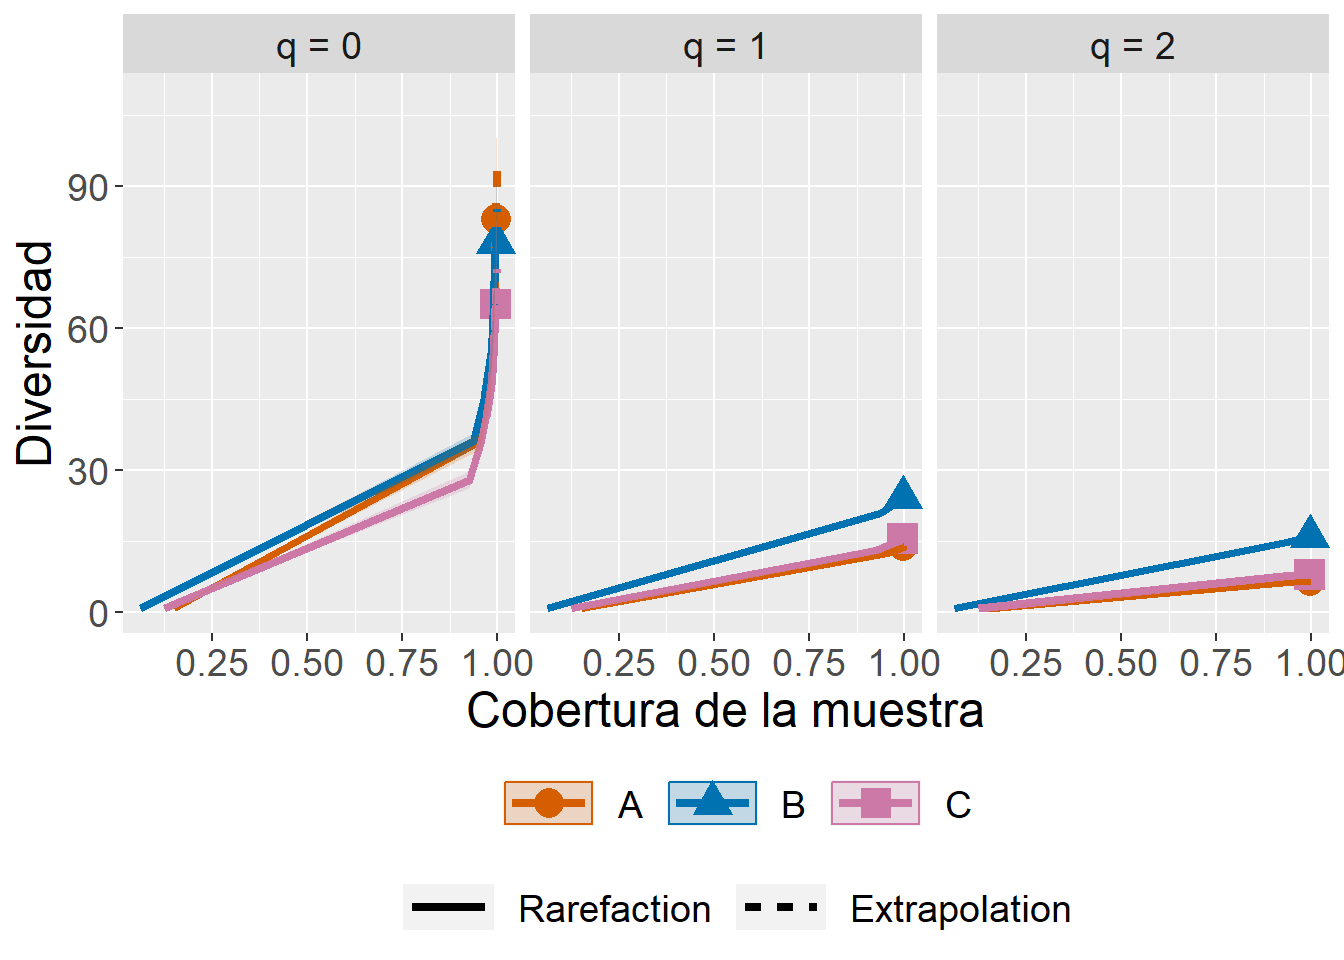 q = 0 q = 1 q = 2
Diversidad
90
60
30
0
0.25 0.50 0.75 1.00 0.25 0.50 0.75 1.00 0.25 0.50 0.75 1.00
Cobertura de la muestra
A B C
Rarefaction Extrapolation